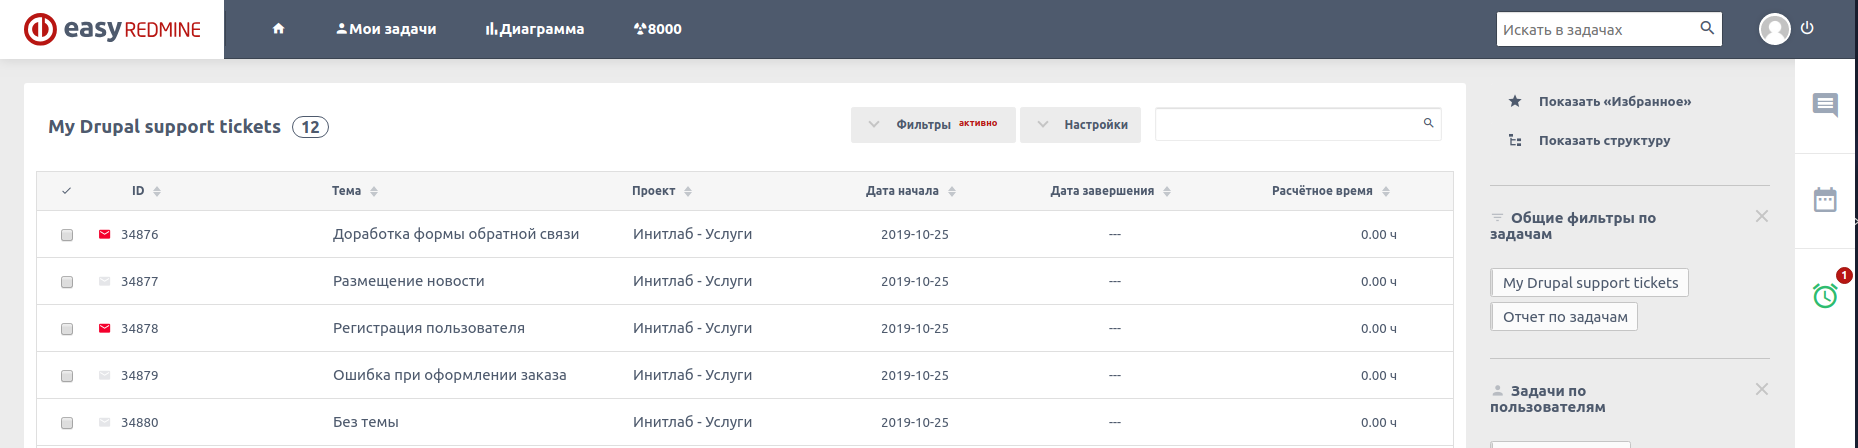 easy REDMINE
Мои задачи
Диаграмма
8000
Искать в задачах
My Drupal support tickets 12
Фильтры активно
Настройки
ID Тема Проект Дата начала Дата завершения Расчётное время
34876 Доработка формы обратной связи Инитлаб - Услуги 2019-10-25 --- 0.00 ч
34877 Размещение новости Инитлаб - Услуги 2019-10-25 --- 0.00 ч
34878 Регистрация пользователя Инитлаб - Услуги 2019-10-25 --- 0.00 ч
34879 Ошибка при оформлении заказа Инитлаб - Услуги 2019-10-25 --- 0.00 ч
34880 Без темы Инитлаб - Услуги 2019-10-25 --- 0.00 ч
Показать «Избранное»
Показать структуру
Общие фильтры по
задачам
My Drupal support tickets
Отчет по задачам
Задачи по
пользователям
1